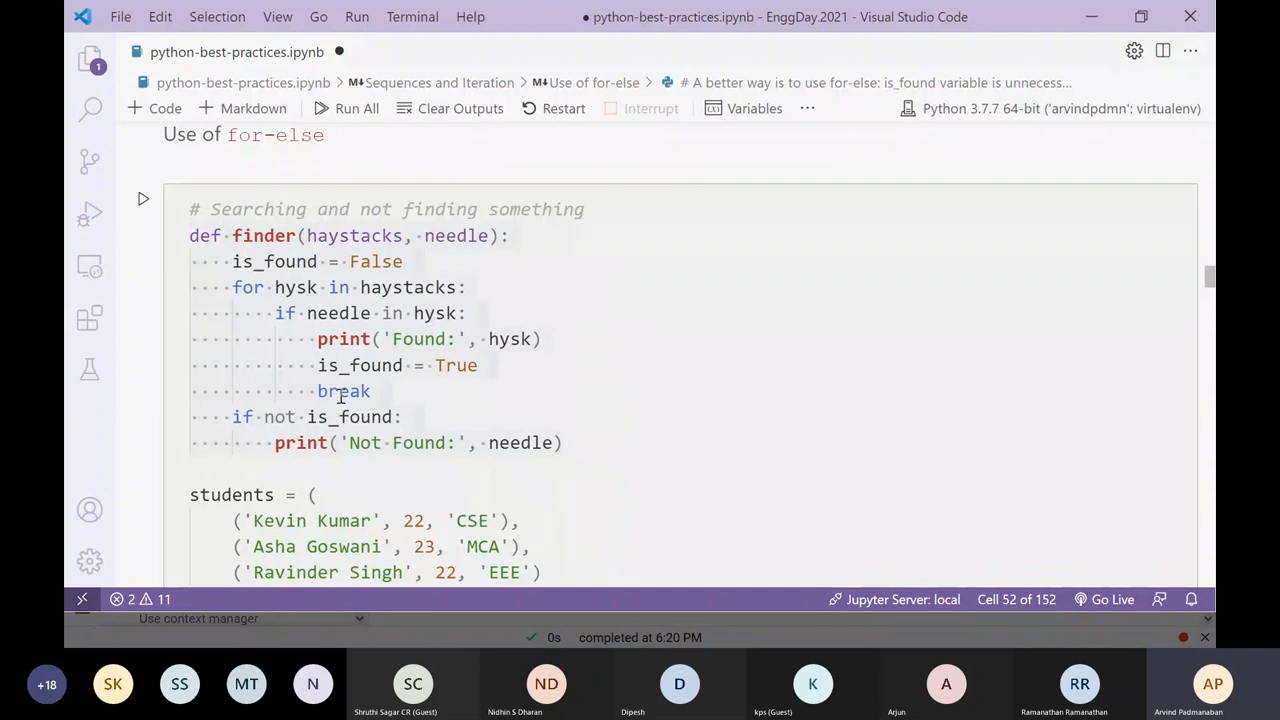 File Edit Selection View Go Run Terminal Help
● python-best-practices.ipynb - EnggDay.2021 - Visual Studio Code
python-best-practices.ipynb ●
python-best-practices.ipynb > M↓Sequences and Iteration > M↓Use of for-else > # A better way is to use for-else: is_found variable is unnecess...
+ Code + Markdown Run All Clear Outputs Restart Interrupt Variables ··· Python 3.7.7 64-bit ('arvindpdmn': virtualenv)
1
Use of for-else
# Searching and not finding something
def finder(haystacks, needle):
is_found = False
for hysk in haystacks:
if needle in hysk:
print('Found:', hysk)
is_found = True
break
if not is_found:
print('Not Found:', needle)
students = (
('Kevin Kumar', 22, 'CSE'),
('Asha Goswani', 23, 'MCA'),
('Ravinder Singh', 22, 'EEE')
2 11 Jupyter Server: local Cell 52 of 152 Go Live
Use context manager
0s completed at 6:20 PM
+18 SK SS MT N SC ND D K A RR AP
Shruthi Sagar CR (Guest) Nidhin S Dharan Dipesh kps (Guest) Arjun Ramanathan Ramanathan Arvind Padmanaban